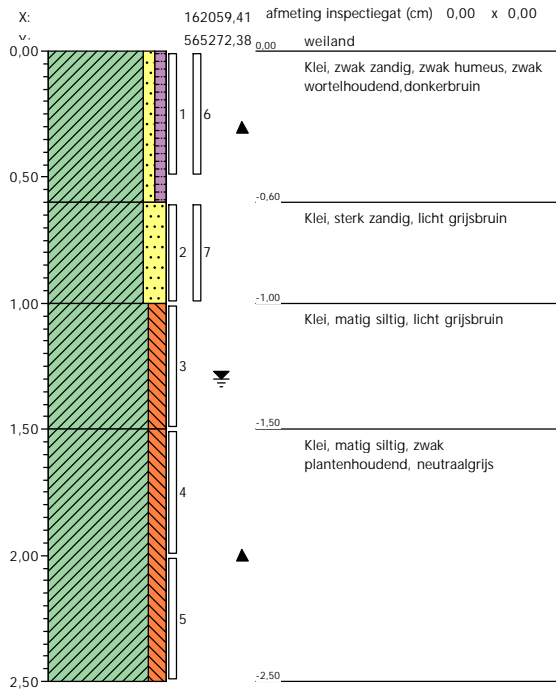 X: 162059,41 afmeting inspectiegat (cm) 0,00 x 0,00
565272,38 weiland
0,00
0,00
Klei, zwak zandig, zwak humeus, zwak
wortelhoudend, donkerbruin
1 6
0,50
-0,60
Klei, sterk zandig, licht grijsbruin
2 7
1,00
-1,00
Klei, matig siltig, licht grijsbruin
3
1,50
-1,50
Klei, matig siltig, zwak
plantenhoudend, neutraalgrijs
4
2,00
5
2,50
-2,50